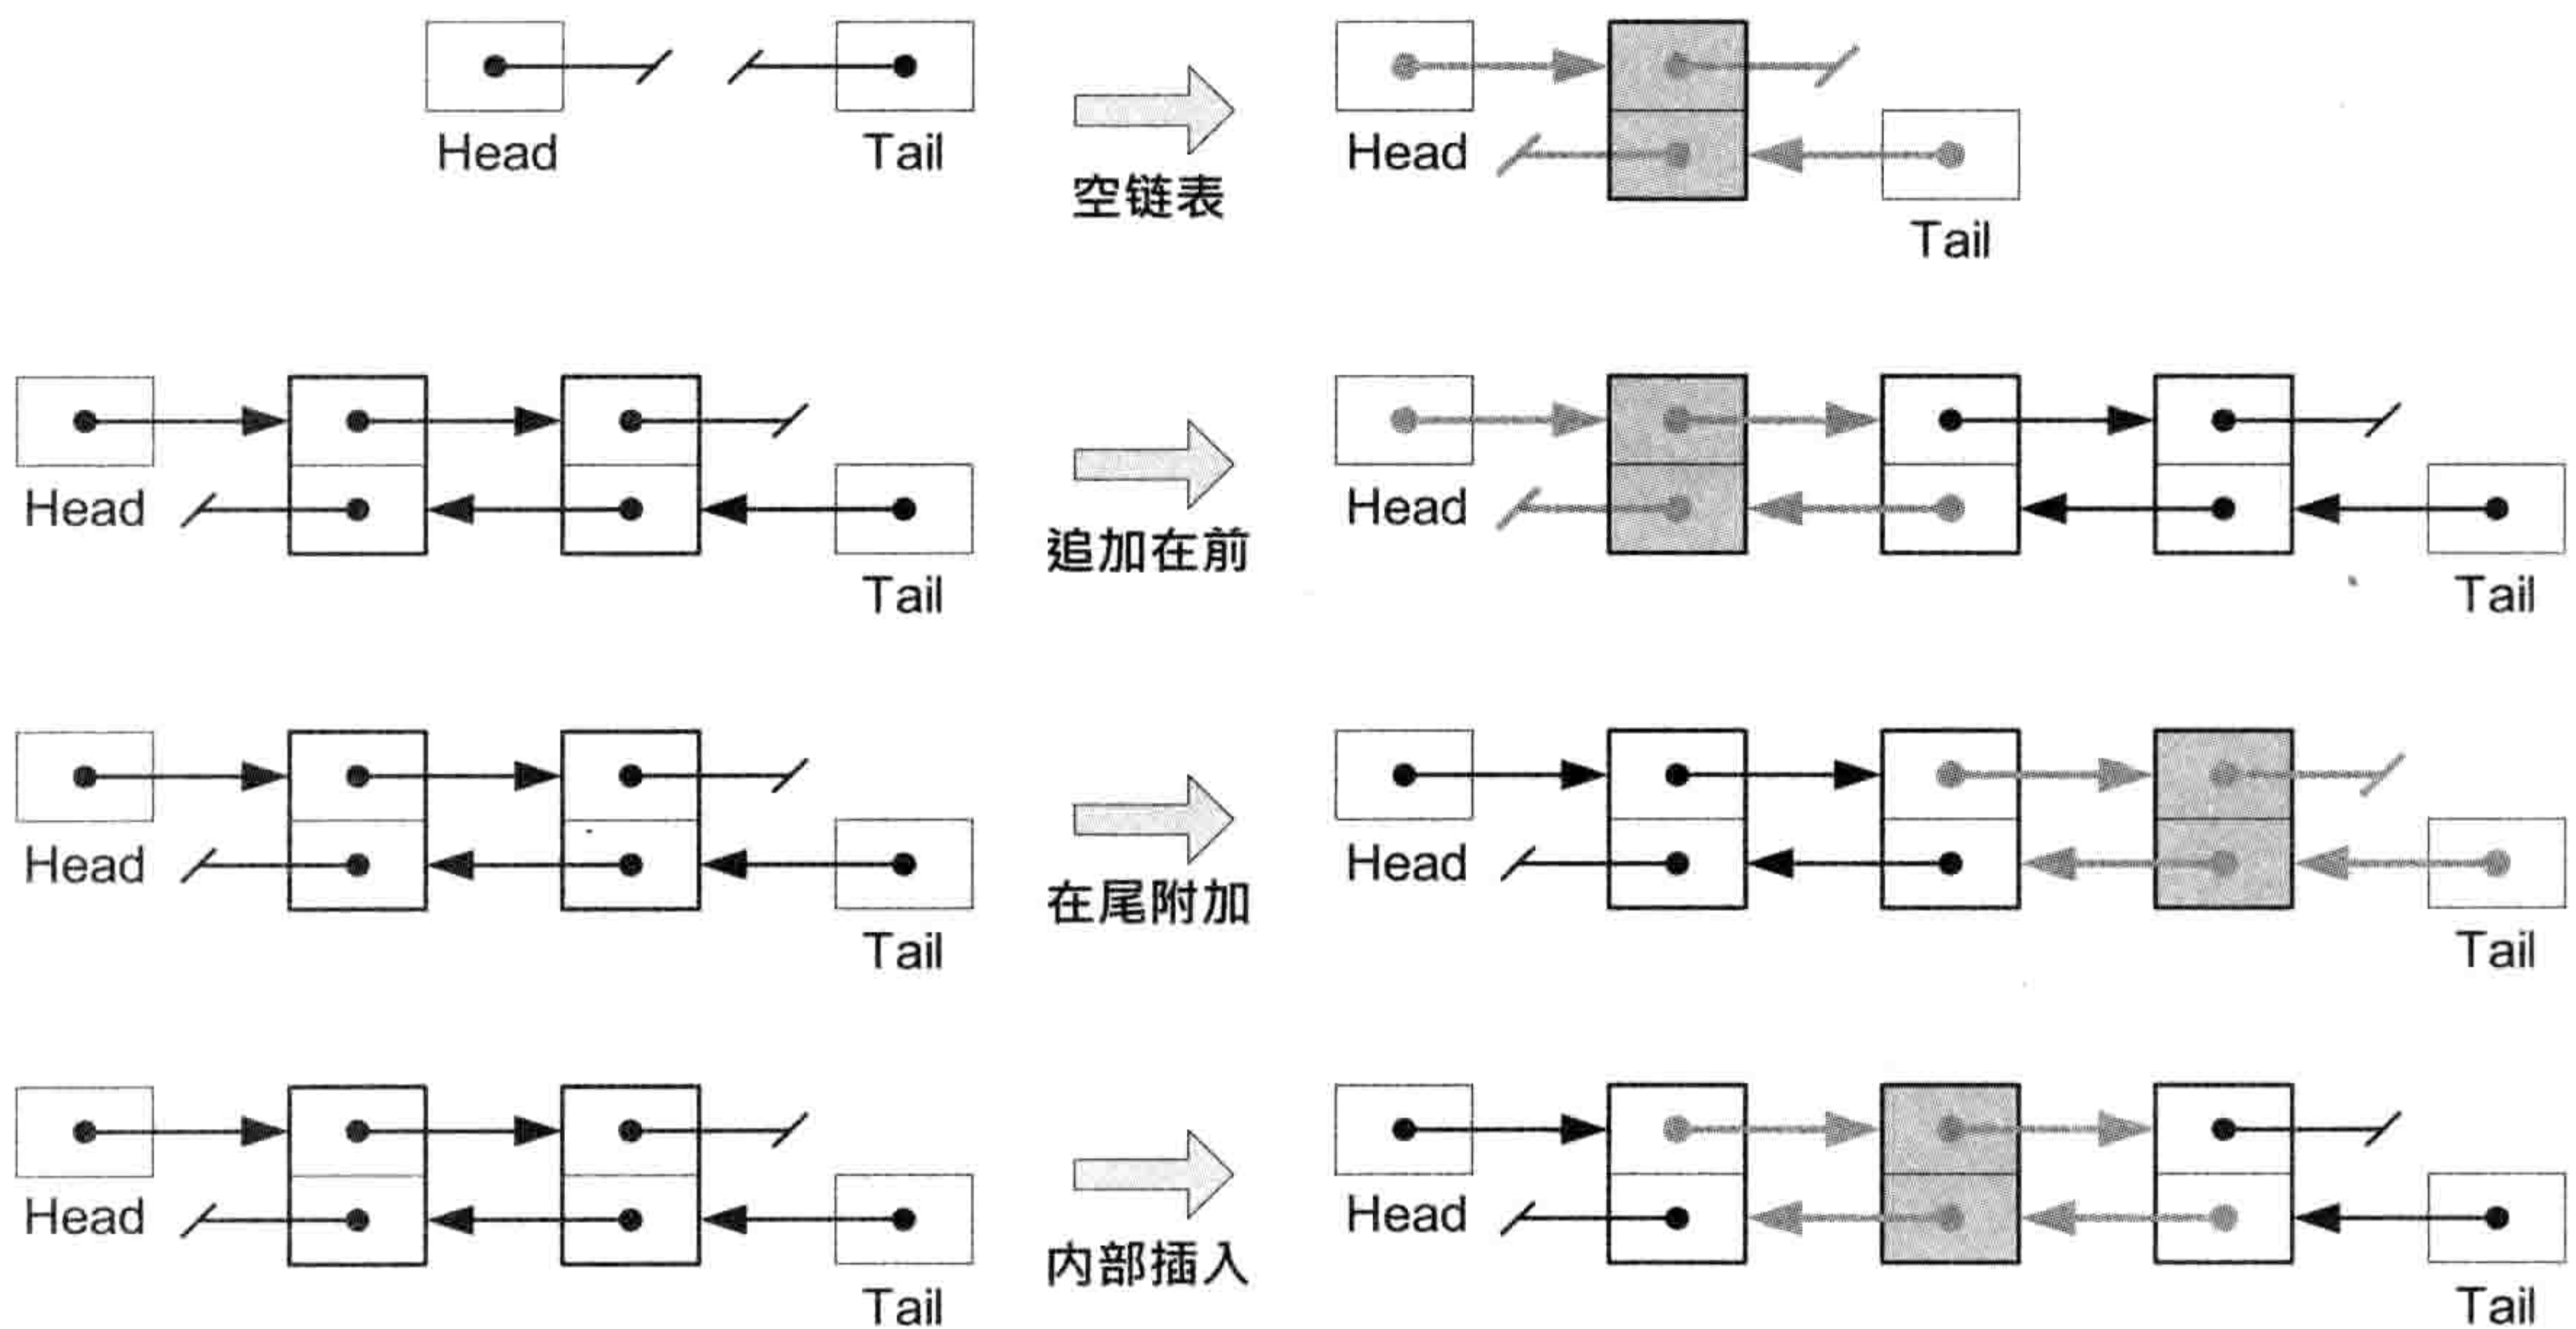 Head
Tail
空链表
Head
Tail
Head
Tail
追加在前
Head
Tail
Head
Tail
在尾附加
Head
Tail
Head
Tail
内部插入
Head
Tail